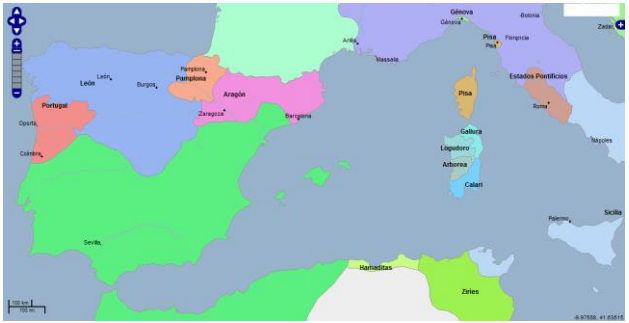 Génova
Bolonia
Génova
Zadar
Arles
Pisa
Florencia
Pisa
Massalia
Pamplona
Pamplona
León
León
Burgos
Estados Pontificios
Roma
Aragón
Pisa
Portugal
Zaragoza
Barcelona
Oporto
Gallura
Logudoro
Nápoles
Coimbra
Arborea
Calari
Sicilia
Palermo
Sevilla
Hamaditas
Ziries
100 km
100 mi